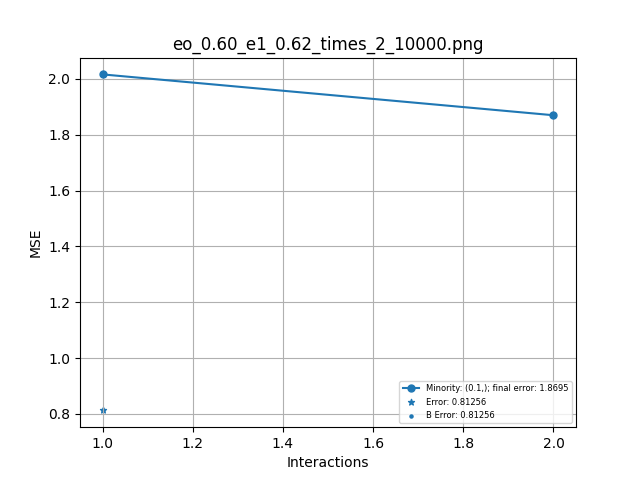 eo_0.60_e1_0.62_times_2_10000.png
2.0
1.8
1.6
1.4
1.2
1.0
0.8
MSE
Minority: (0.1,); final error: 1.8695
Error: 0.81256
B Error: 0.81256
1.0 1.2 1.4 1.6 1.8 2.0
Interactions